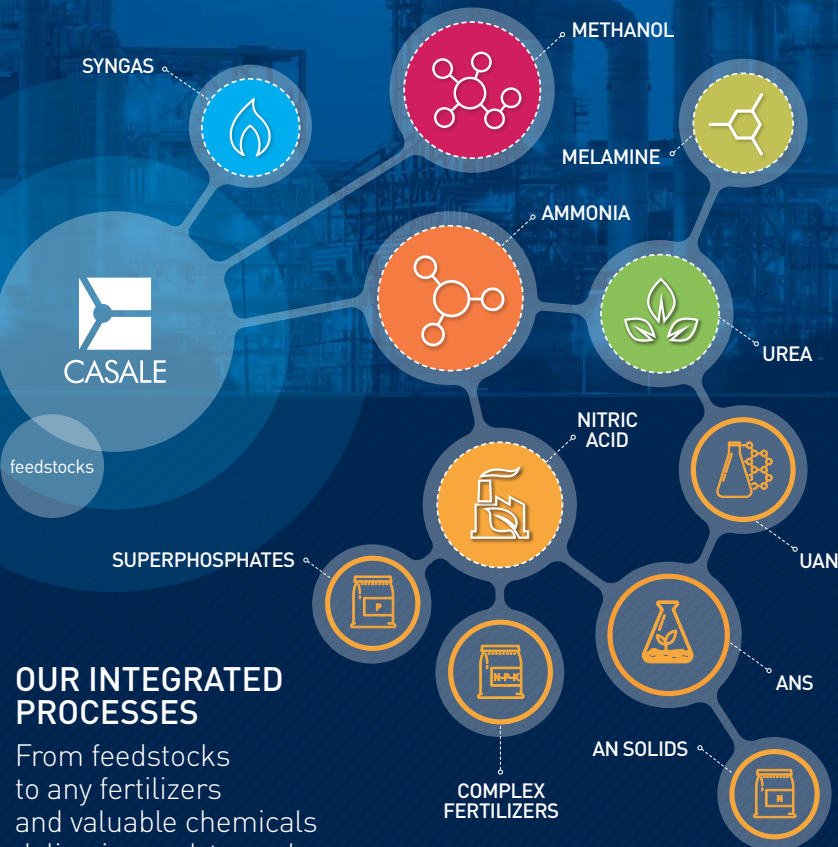 METHANOL
SYNGAS
MELAMINE
AMMONIA
CASALE
UREA
NITRIC
ACID
feedstocks
SUPERPHOSPHATES
UAN
P
N-P-K
ANS
OUR INTEGRATED
PROCESSES
From feedstocks
to any fertilizers
and valuable chemicals
AN SOLIDS
N
COMPLEX
FERTILIZERS